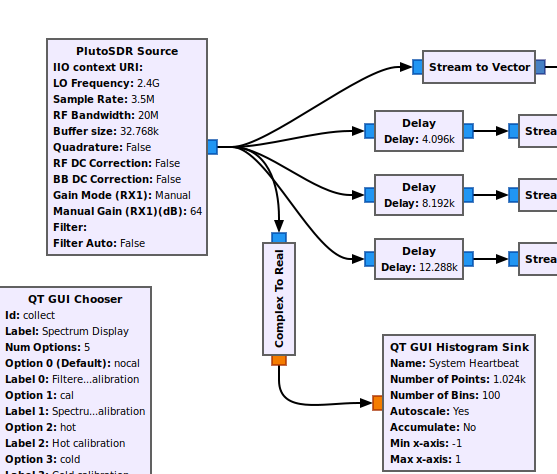 PlutoSDR Source
IIO context URI:
LO Frequency: 2.4G
Sample Rate: 3.5M
RF Bandwidth: 20M
Buffer size: 32.768k
Quadrature: False
RF DC Correction: False
BB DC Correction: False
Gain Mode (RX1): Manual
Manual Gain (RX1)(dB): 64
Filter:
Filter Auto: False
Stream to Vector
Delay
Delay: 4.096k
Strea
Delay
Delay: 8.192k
Strea
Delay
Delay: 12.288k
Strea
Complex To Real
QT GUI Chooser
Id: collect
Label: Spectrum Display
Num Options: 5
Option 0 (Default): nocal
Label 0: Filtere...alibration
Option 1: cal
Label 1: Spectru...alibration
Option 2: hot
Label 2: Hot calibration
Option 3: cold
Label 3: Cold calibration
QT GUI Histogram Sink
Name: System Heartbeat
Number of Points: 1.024k
Number of Bins: 100
Autoscale: Yes
Accumulate: No
Min x-axis: -1
Max x-axis: 1